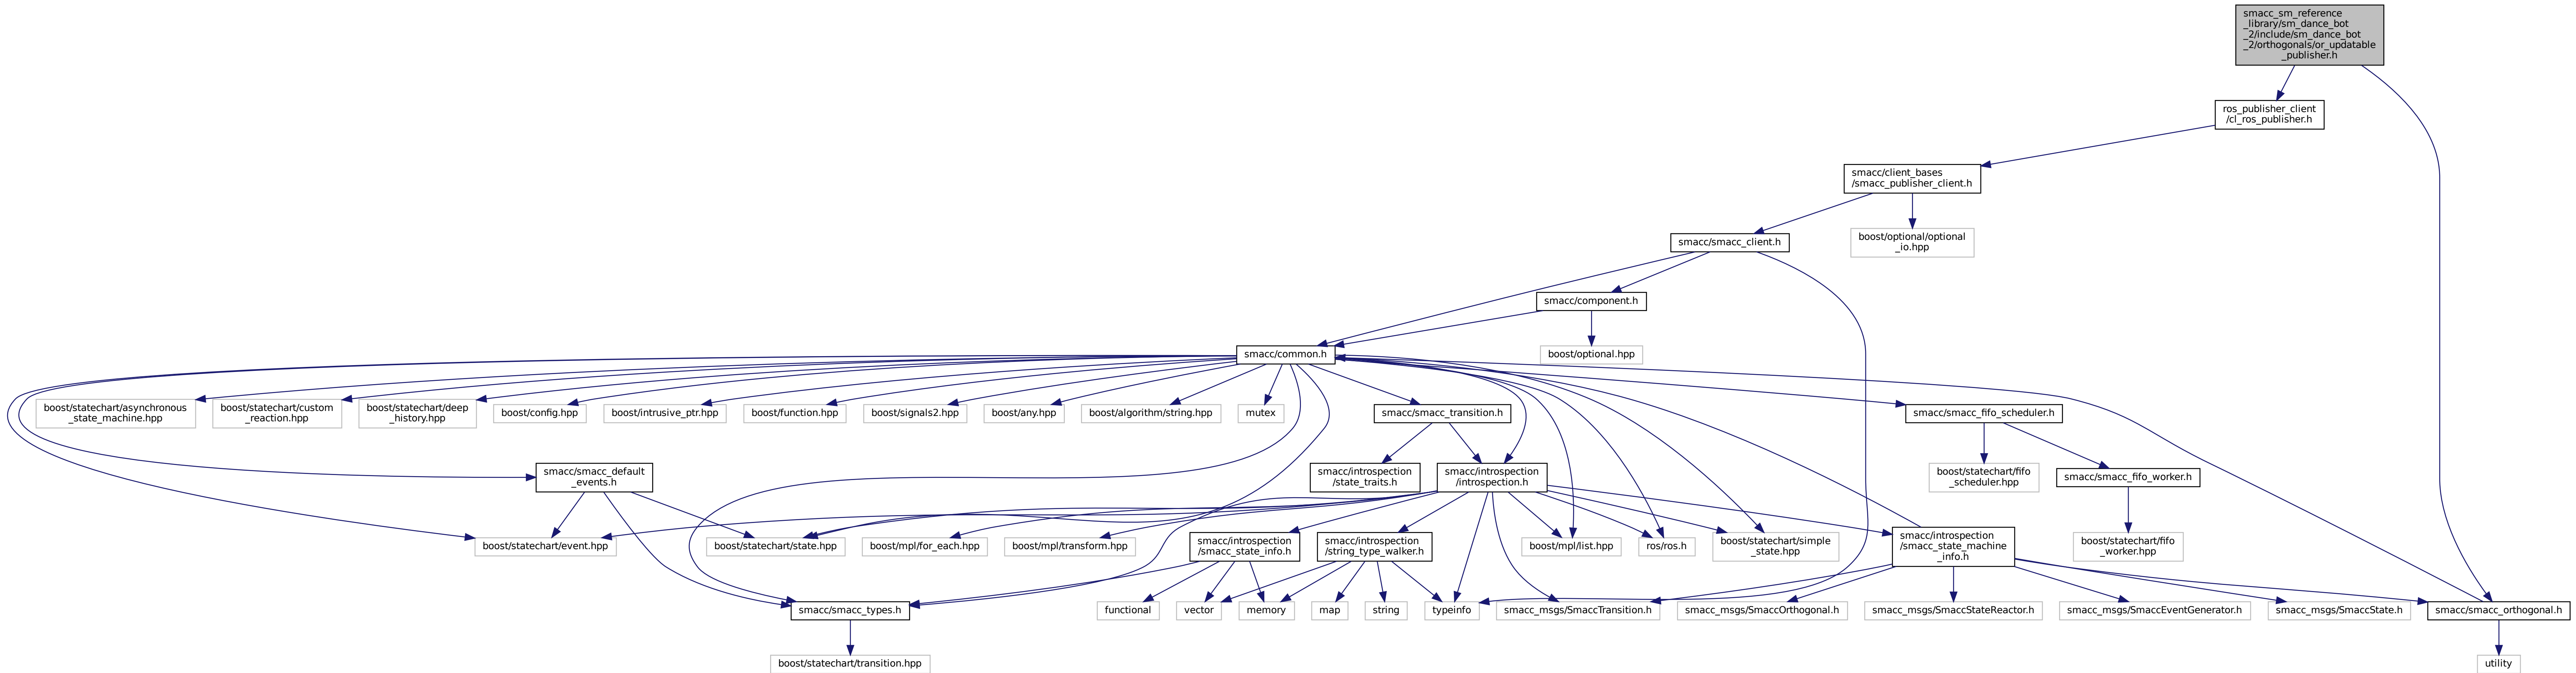 smacc_sm_reference
_library/sm_dance_bot
_2/include/sm_dance_bot
_2/orthogonals/or_updatable
_publisher.h
ros_publisher_client
/cl_ros_publisher.h
smacc/client_bases
/smacc_publisher_client.h
smacc/smacc_client.h
boost/optional/optional
_io.hpp
smacc/component.h
smacc/common.h
boost/optional.hpp
boost/statechart/asynchronous
_state_machine.hpp
boost/statechart/custom
_reaction.hpp
boost/statechart/deep
_history.hpp
boost/config.hpp
boost/intrusive_ptr.hpp
boost/function.hpp
boost/signals2.hpp
boost/any.hpp
boost/algorithm/string.hpp
mutex
smacc/smacc_transition.h
smacc/smacc_fifo_scheduler.h
smacc/smacc_default
_events.h
smacc/introspection
/state_traits.h
smacc/introspection
/introspection.h
boost/statechart/fifo
_scheduler.hpp
smacc/smacc_fifo_worker.h
boost/statechart/event.hpp
boost/statechart/state.hpp
boost/mpl/for_each.hpp
boost/mpl/transform.hpp
smacc/introspection
/smacc_state_info.h
smacc/introspection
/string_type_walker.h
boost/mpl/list.hpp
ros/ros.h
boost/statechart/simple
_state.hpp
smacc/introspection
/smacc_state_machine
_info.h
boost/statechart/fifo
_worker.hpp
smacc/smacc_types.h
functional
vector
memory
map
string
typeinfo
smacc_msgs/SmaccTransition.h
smacc_msgs/SmaccOrthogonal.h
smacc_msgs/SmaccStateReactor.h
smacc_msgs/SmaccEventGenerator.h
smacc_msgs/SmaccState.h
smacc/smacc_orthogonal.h
boost/statechart/transition.hpp
utility